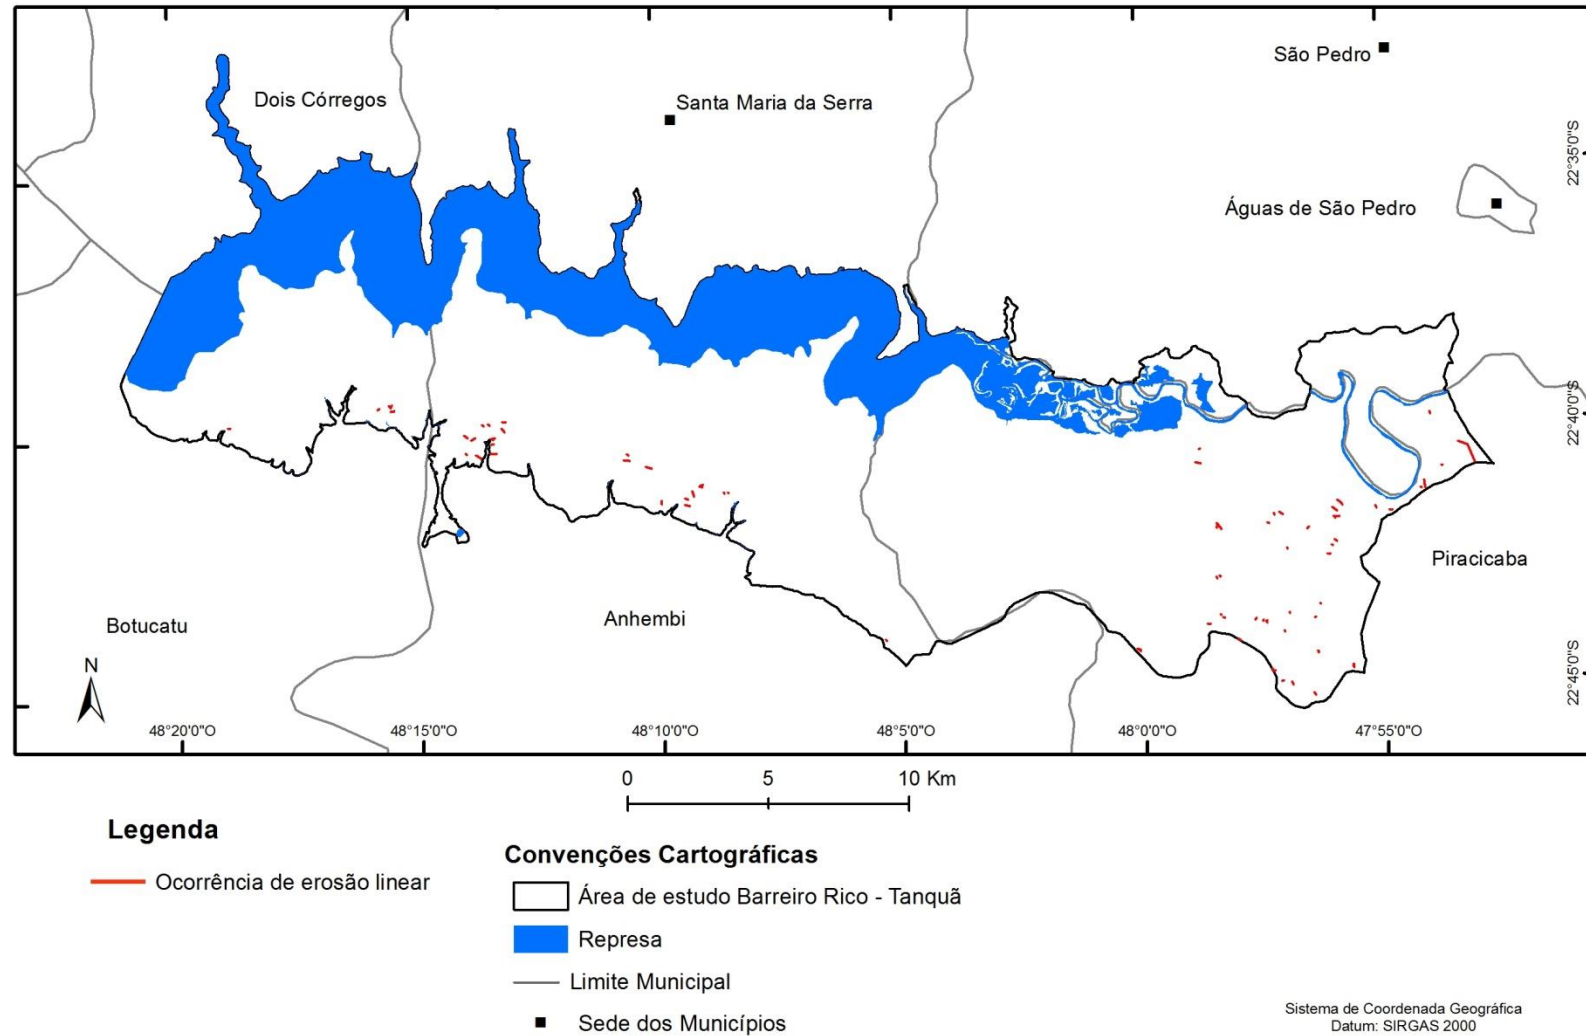 São Pedro
Dois Córregos
Santa Maria da Serra
22°35'0"S
Águas de São Pedro
22°40'0"S
Piracicaba
Anhembi
Botucatu
22°45'0"S
N
48°20'0"O
48°15'0"O
48°10'0"O
48°5'0"O
48°0'0"O
47°55'0"O
0 5 10 Km
Legenda
Ocorrência de erosão linear
Convenções Cartográficas
Área de estudo Barreiro Rico - Tanquã
Represa
Limite Municipal
Sede dos Municípios
Sistema de Coordenada Geográfica
Datum: SIRGAS 2000